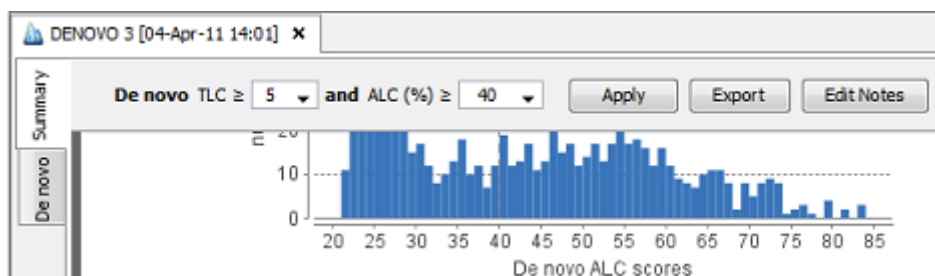 DENOVO 3 [04-Apr-11 14:01] ×
Summary
De novo
De novo TLC ≥ 5 and ALC (%) ≥ 40 Apply Export Edit Notes
20
10
0
20 25 30 35 40 45 50 55 60 65 70 75 80 85
De novo ALC scores